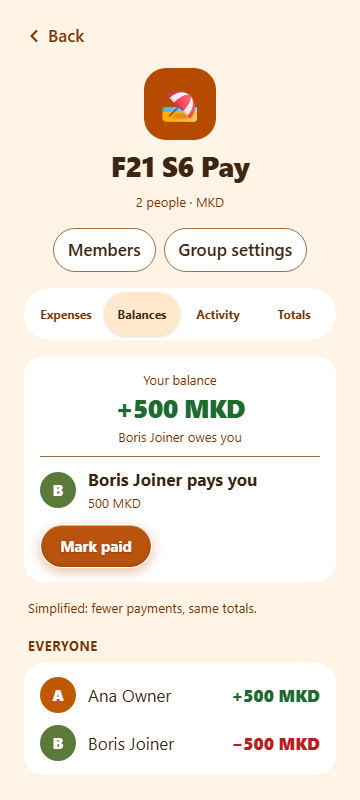 Back
F21 S6 Pay
2 people · MKD
Members
Group settings
Expenses
Balances
Activity
Totals
Your balance
+500 MKD
Boris Joiner owes you
B
Boris Joiner pays you
500 MKD
Mark paid
Simplified: fewer payments, same totals.
EVERYONE
A
Ana Owner
+500 MKD
B
Boris Joiner
−500 MKD